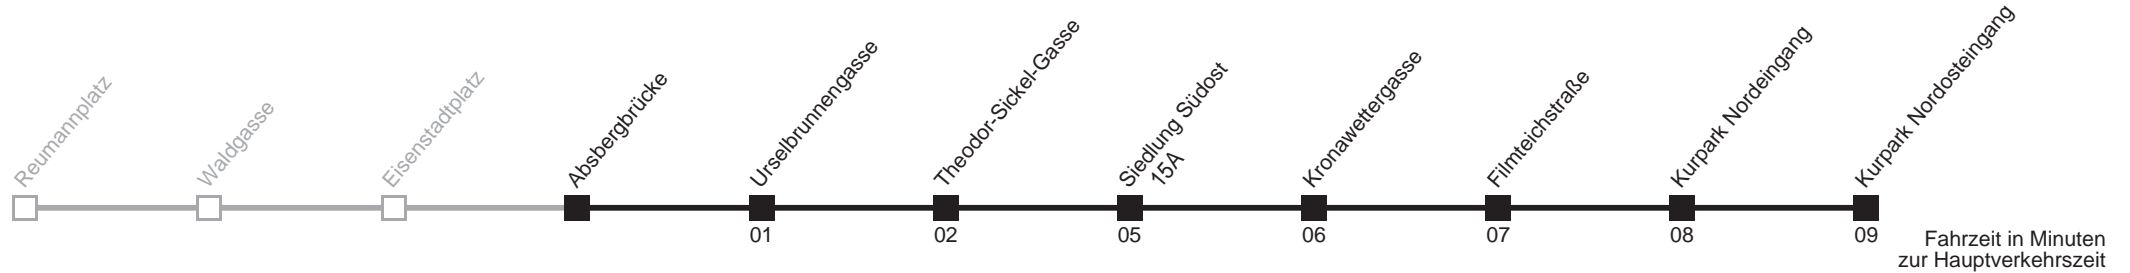 Reumannplatz
Waldgasse
Eisenstadtplatz
Absbergbrücke
Urselbrunnengasse
Theodor-Sickel-Gasse
Siedlung Südost
15A
Kronawettergasse
Filmteichstraße
Kurpark Nordeingang
Kurpark Nordosteingang
01
02
05
06
07
08
09
Fahrzeit in Minuten
zur Hauptverkehrszeit